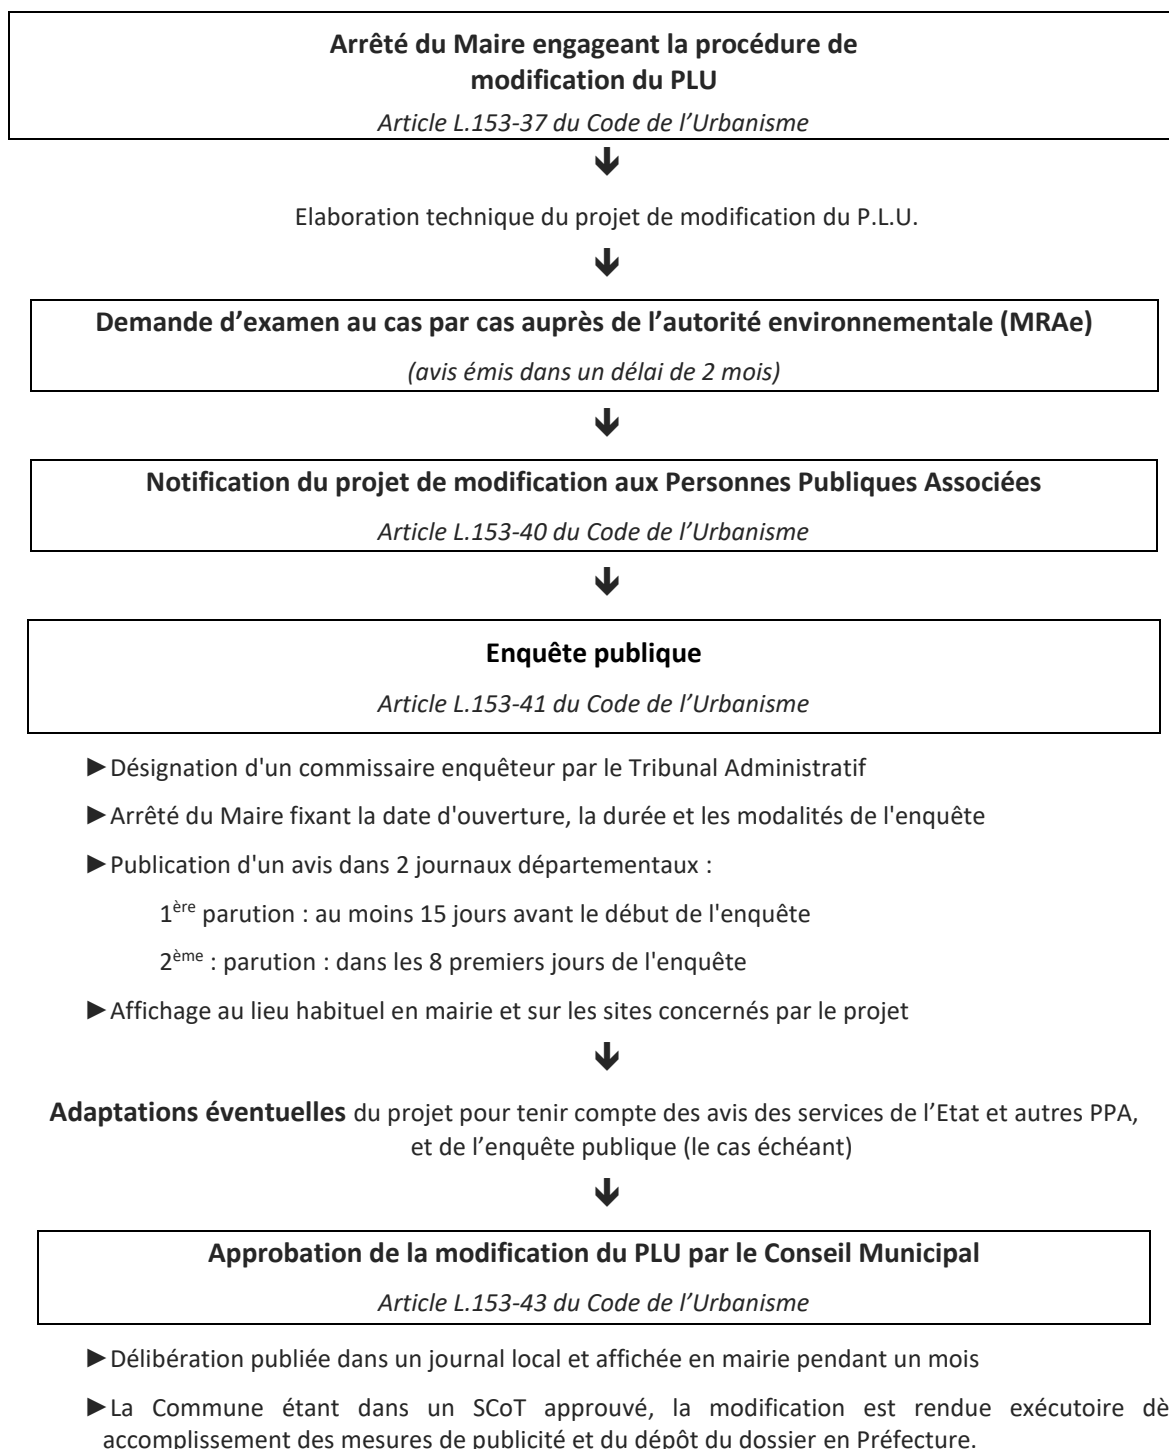 Arrêté du Maire engageant la procédure de
modification du PLU
Article L.153-37 du Code de l’Urbanisme
Elaboration technique du projet de modification du P.L.U.
Demande d’examen au cas par cas auprès de l’autorité environnementale (MRAe)
(avis émis dans un délai de 2 mois)
Notification du projet de modification aux Personnes Publiques Associées
Article L.153-40 du Code de l’Urbanisme
Enquête publique
Article L.153-41 du Code de l’Urbanisme
►Désignation d'un commissaire enquêteur par le Tribunal Administratif
►Arrêté du Maire fixant la date d'ouverture, la durée et les modalités de l'enquête
►Publication d'un avis dans 2 journaux départementaux :
1ère parution : au moins 15 jours avant le début de l'enquête
2ème : parution : dans les 8 premiers jours de l'enquête
►Affichage au lieu habituel en mairie et sur les sites concernés par le projet
Adaptations éventuelles du projet pour tenir compte des avis des services de l’Etat et autres PPA,
et de l’enquête publique (le cas échéant)
Approbation de la modification du PLU par le Conseil Municipal
Article L.153-43 du Code de l’Urbanisme
►Délibération publiée dans un journal local et affichée en mairie pendant un mois
►La Commune étant dans un SCoT approuvé, la modification est rendue exécutoire dè
accomplissement des mesures de publicité et du dépôt du dossier en Préfecture.